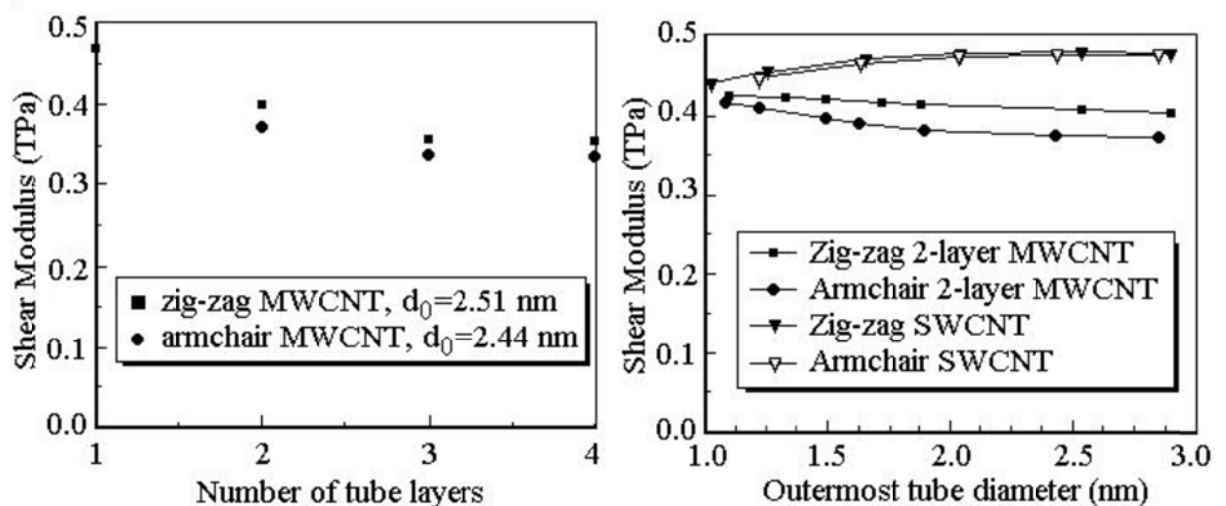 Shear Modulus (TPa)
0.5
0.4
0.3
0.2
0.1
0.0
zig-zag MWCNT, d0=2.51 nm
armchair MWCNT, d0=2.44 nm
1 2 3 4
Number of tube layers
Shear Modulus (TPa)
0.5
0.4
0.3
0.2
0.1
0.0
Zig-zag 2-layer MWCNT
Armchair 2-layer MWCNT
Zig-zag SWCNT
Armchair SWCNT
1.0 1.5 2.0 2.5 3.0
Outermost tube diameter (nm)